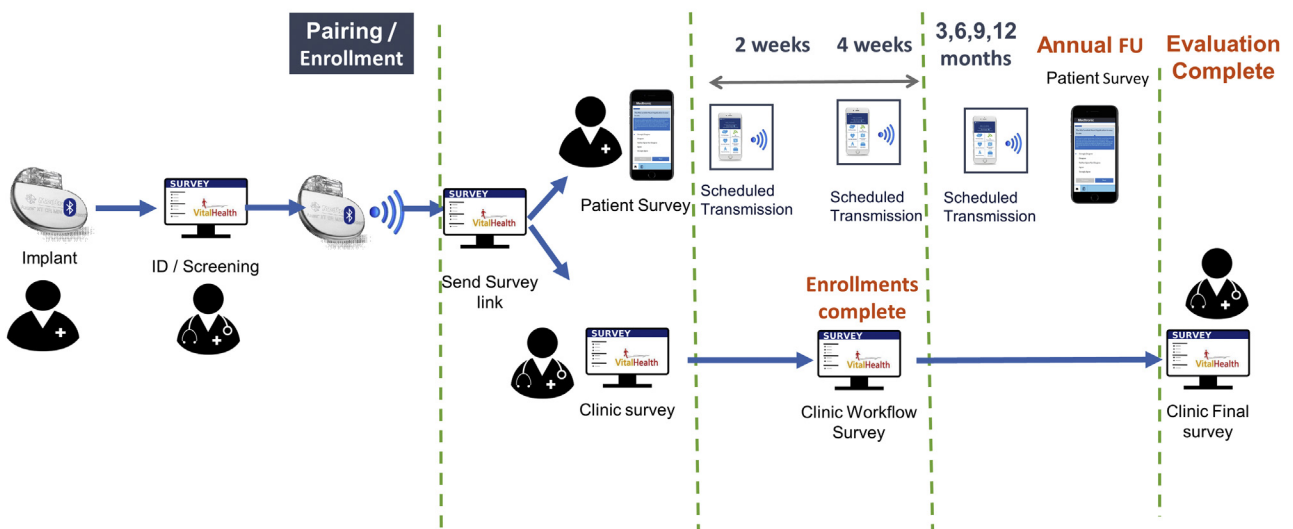 Pairing /
Enrollment
2 weeks
4 weeks
3,6,9,12
months
Annual FU
Patient Survey
Evaluation
Complete
Implant
SURVEY
VitalHealth
ID / Screening
SURVEY
VitalHealth
Send Survey
link
Patient Survey
Scheduled
Transmission
Scheduled
Transmission
Scheduled
Transmission
SURVEY
VitalHealth
Clinic survey
Enrollments
complete
SURVEY
VitalHealth
Clinic Workflow
Survey
SURVEY
VitalHealth
Clinic Final
survey